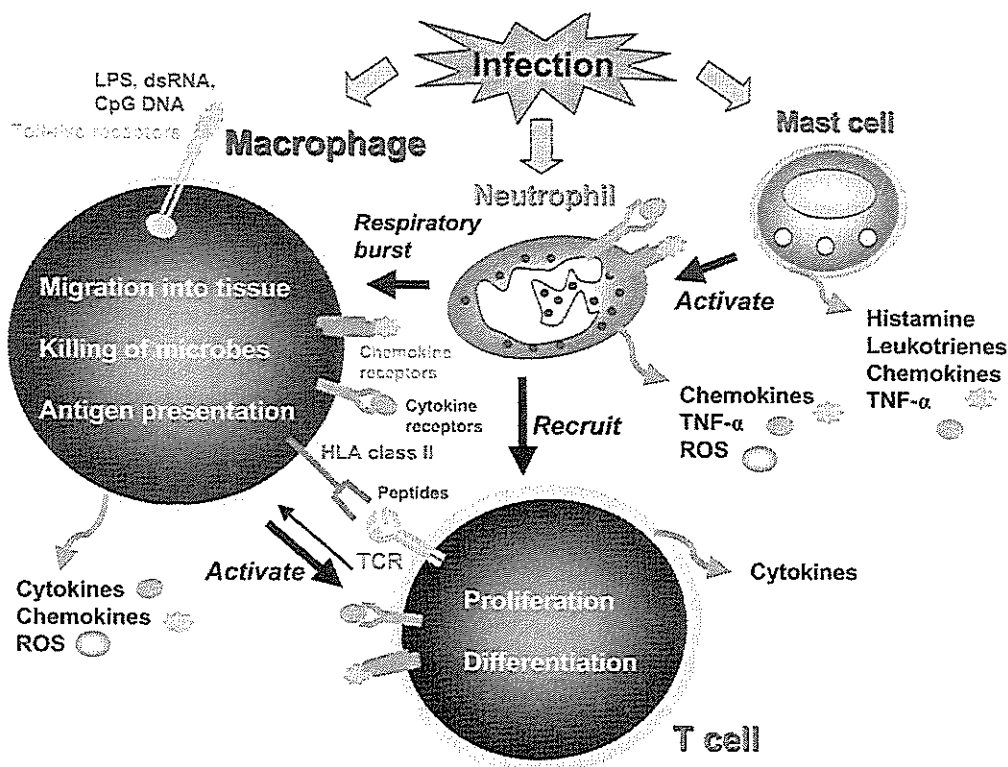 Infection
LPS, dsRNA,
CpG DNA
Toll-like receptors
Macrophage
Mast cell
Neutrophil
Respiratory
burst
Migration into tissue
Killing of microbes
Antigen presentation
Chemokine
receptors
Cytokine
receptors
HLA class II
Peptides
TCR
Activate
Activate
Histamine
Leukotrienes
Chemokines
TNF-α
Chemokines
TNF-α
ROS
Recruit
Cytokines
Chemokines
ROS
Cytokines
Proliferation
Differentiation
T cell